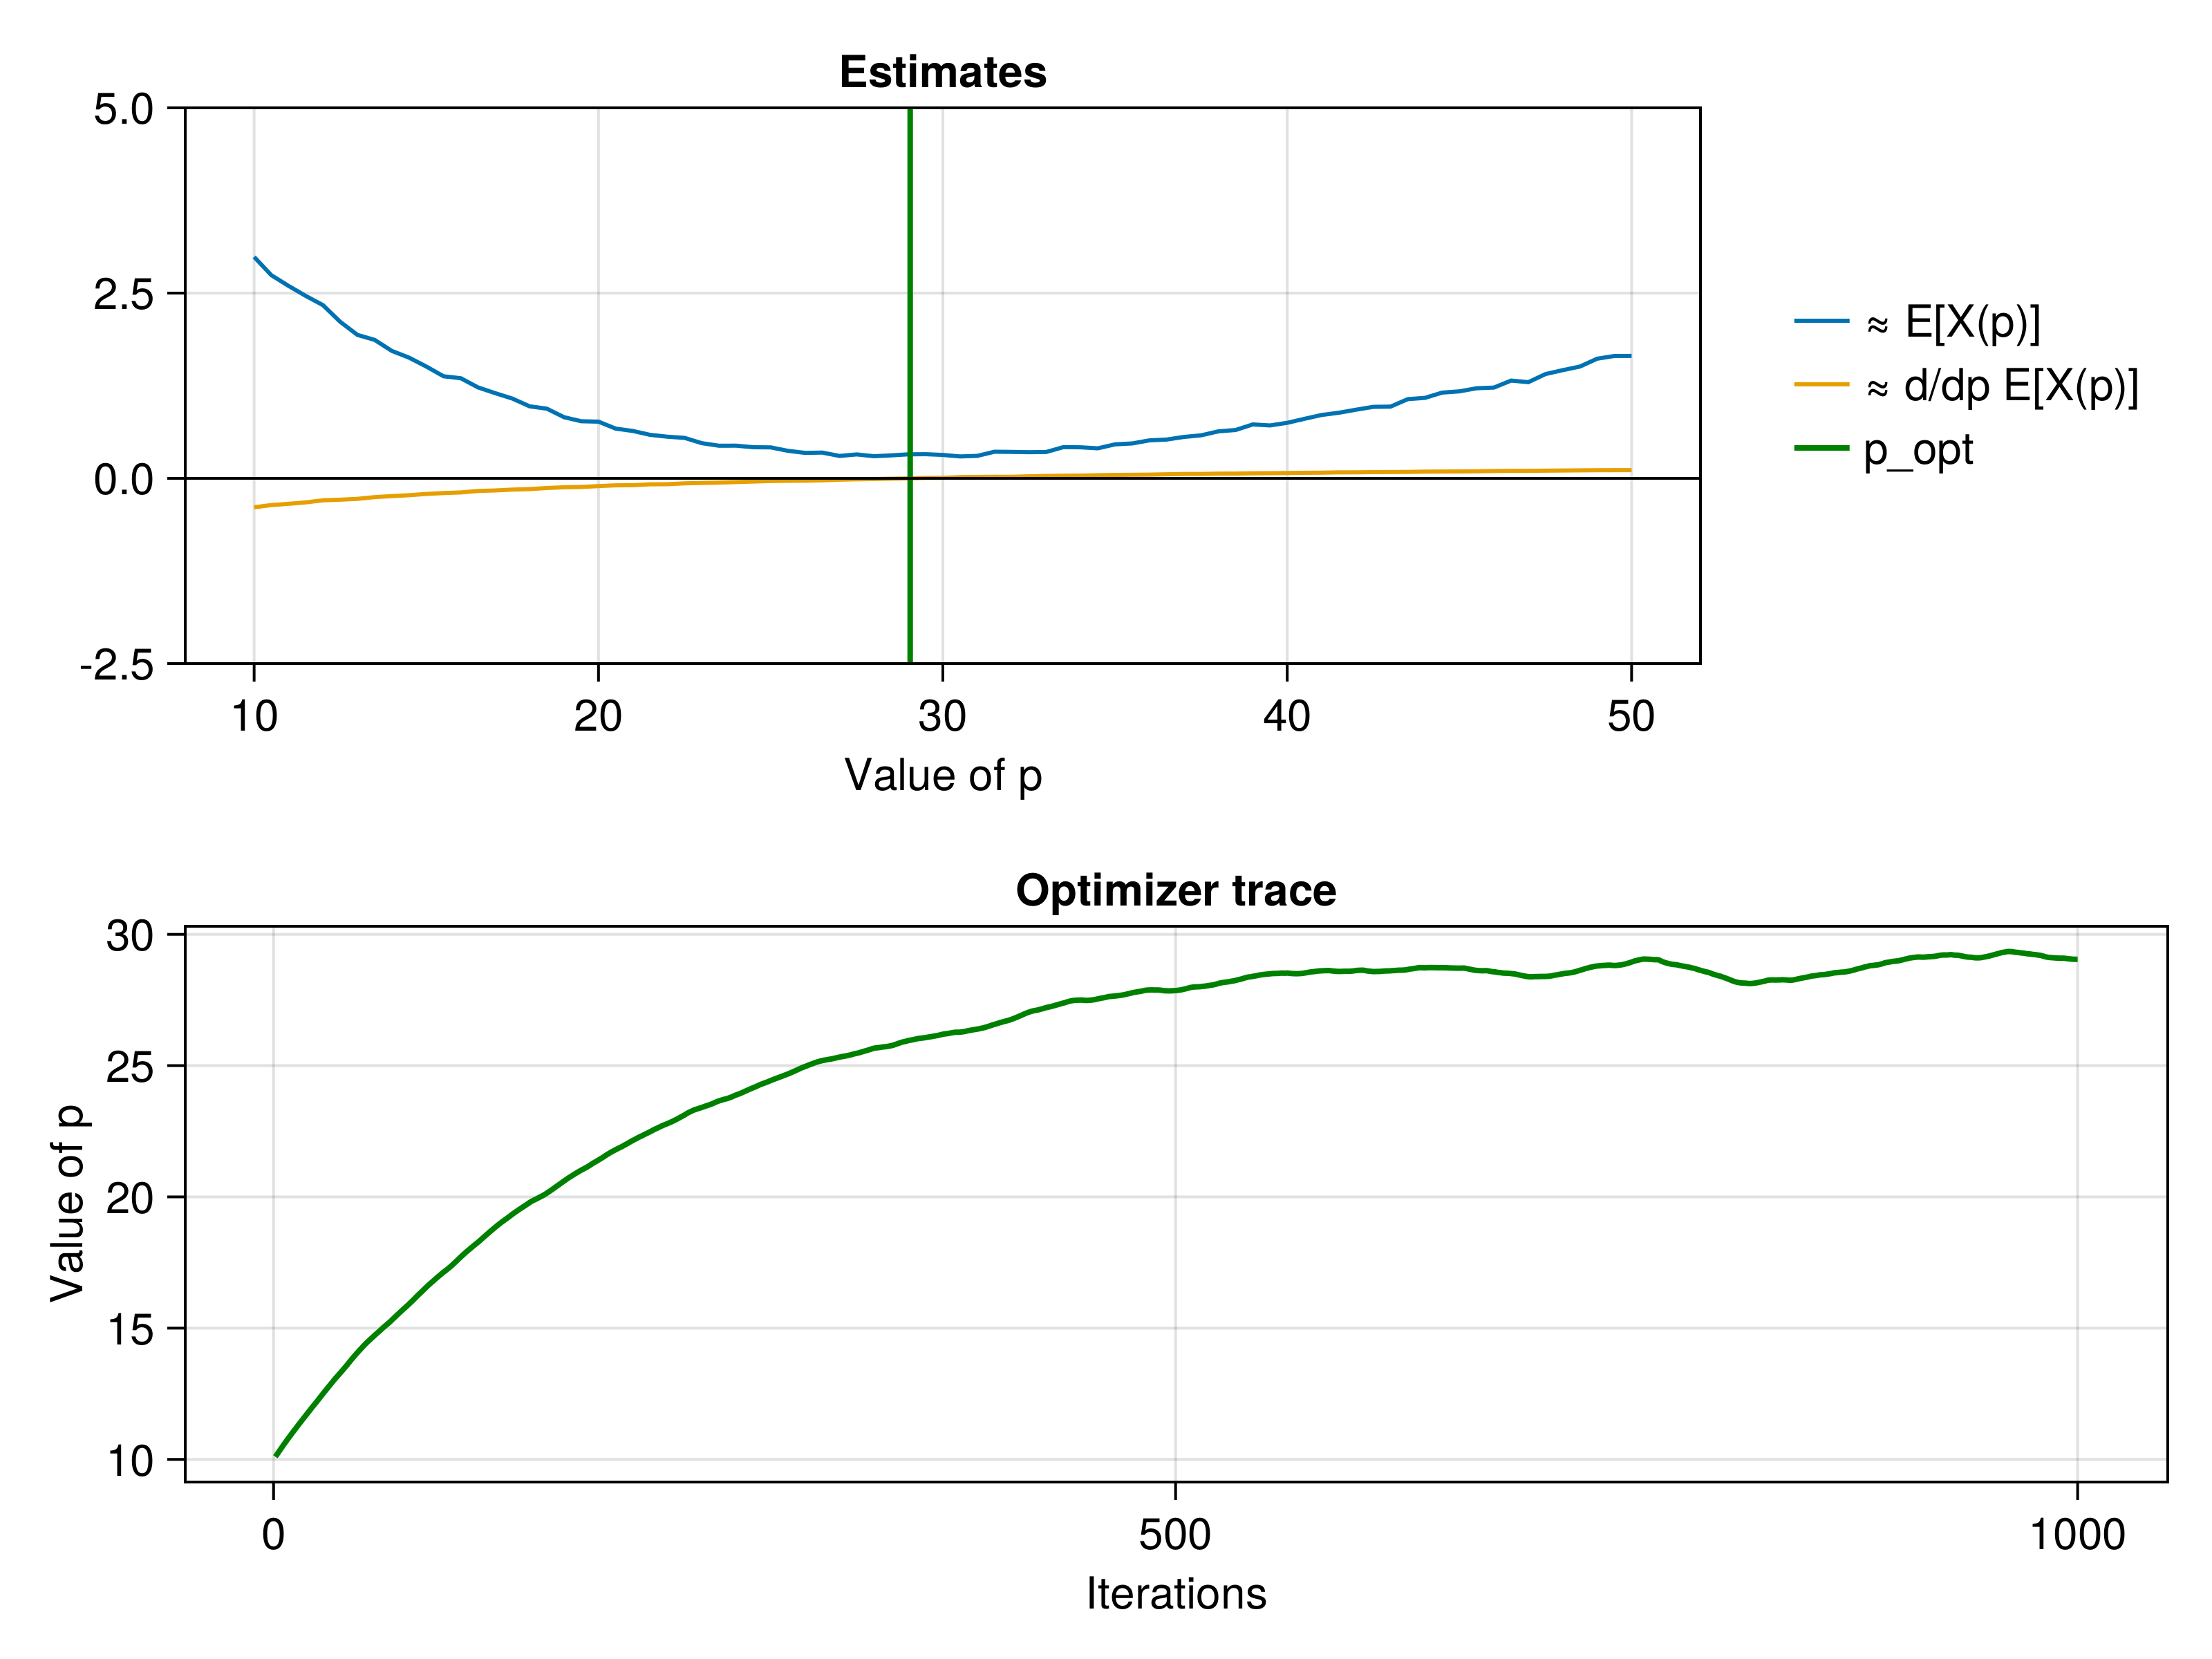 Estimates
5.0
2.5
0.0
-2.5
10 20 30 40 50
Value of p
≈ E[X(p)]
≈ d/dp E[X(p)]
p_opt
Optimizer trace
30
25
20
15
10
Value of p
0 500 1000
Iterations